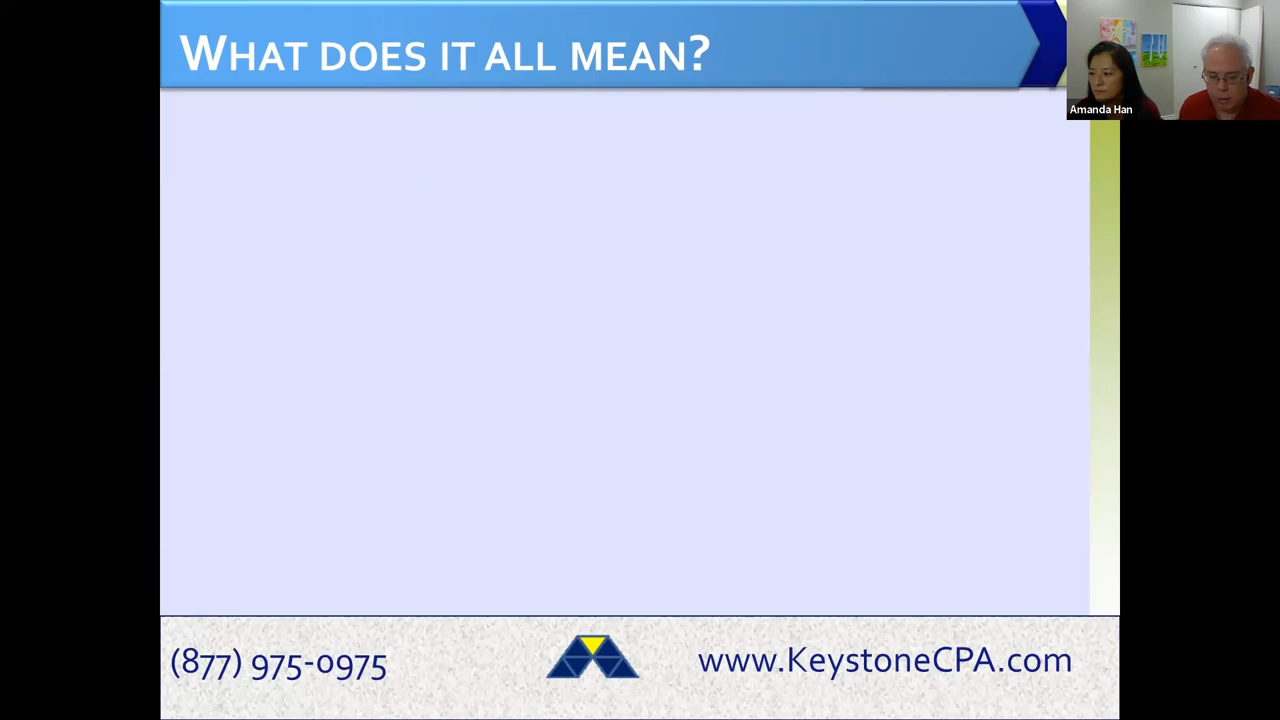 WHAT DOES IT ALL MEAN?
Amanda Han
(877) 975-0975
www.KeystoneCPA.com